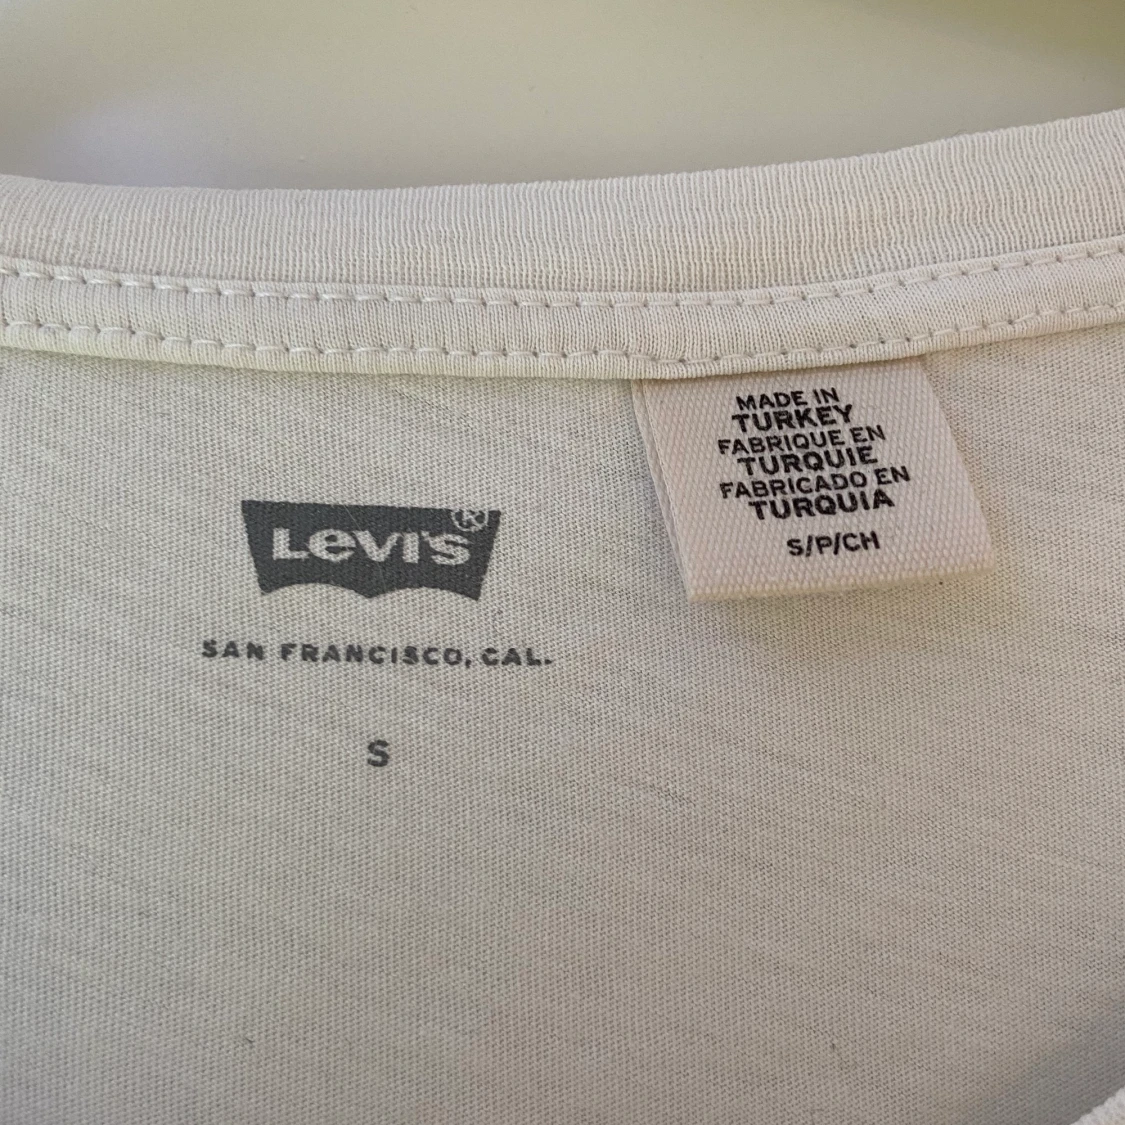 Levi's®
SAN FRANCISCO, CAL.
S
MADE IN
TURKEY
FABRIQUE EN
TURQUIE
FABRICADO EN
TURQUIA
S/P/CH